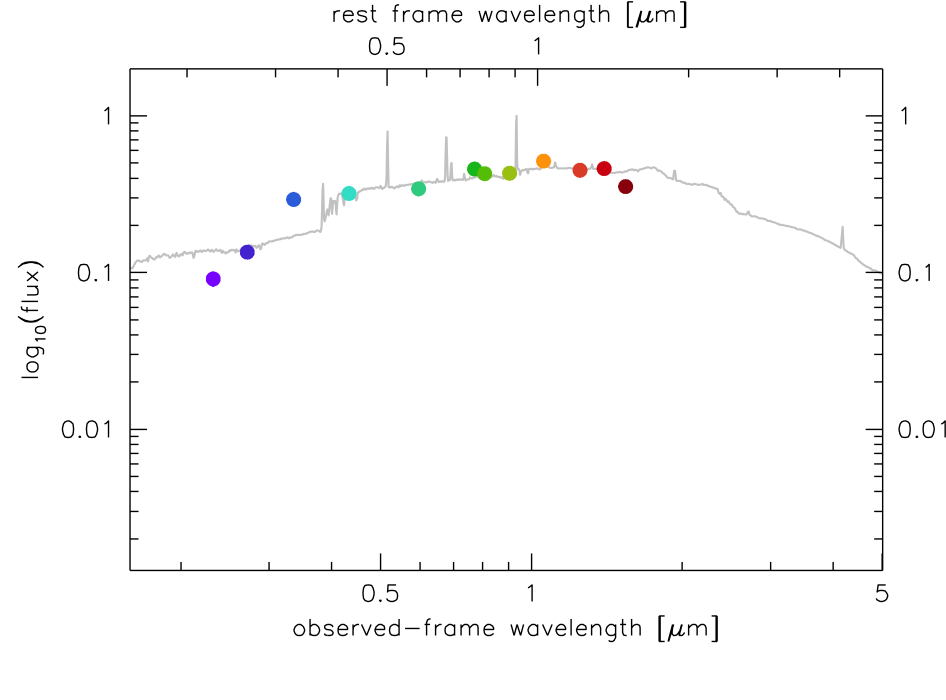 rest frame wavelength [μm]
0.5 1
1 1
0.1 0.1
0.01 0.01
log₁₀(flux)
0.5 1 5
observed−frame wavelength [μm]